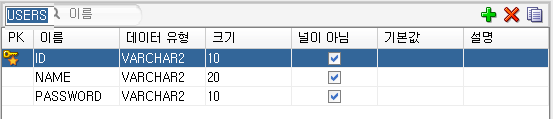 USERS 이름
PK 이름 데이터 유형 크기 널이 아님 기본값 설명
ID VARCHAR2 10
NAME VARCHAR2 20
PASSWORD VARCHAR2 10